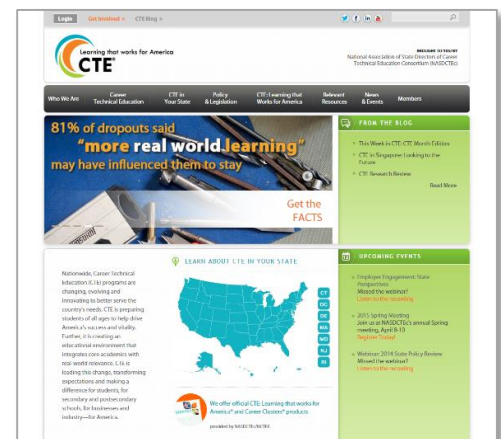 Login
Get Involved »
CTE Blog »
Learning that works for America
CTE
WELCOME TO OUR SITE
National Association of State Directors of Career
Technical Education Consortium (NASDCTEc)
Who We Are
Career
Technical Education
CTE in
Your State
Policy
& Legislation
CTE: Learning that
Works for America
Relevant
Resources
News
& Events
Members
81% of dropouts said
"more real world learning"
may have influenced them to stay
Get the
FACTS
FROM THE BLOG
This Week in CTE: CTC Month Edition
CTE in Singapore: Looking to the
Future
CTE Research Review
Read More
Nationwide, Career Technical
Education (CTE) programs are
changing, evolving and
innovating to better serve the
country's needs. CTE is preparing
students of all ages to help drive
America's success and vitality.
Further, it is creating an
educational environment that
integrates core academics with
real-world relevance. CTE is
leading this change, transforming
expectations and making a
difference for students, for
secondary and postsecondary
schools, for businesses and
industry—for America.
LEARN ABOUT CTE IN YOUR STATE
CT
DC
DE
MA
MD
NJ
RI
We offer official CTE: Learning that works for
America® and Career Clusters® products
provided by NASDCTEc/NCTEF.
UPCOMING EVENTS
Employer Engagement: State
Perspectives
Missed the webinar?
Listen to the recording
2015 Spring Meeting
Join us at NASDCTEc's annual Spring
meeting, April 8-10
Register Today!
Webinar: 2014 State Policy Review
Missed the webinar?
Listen to the recording